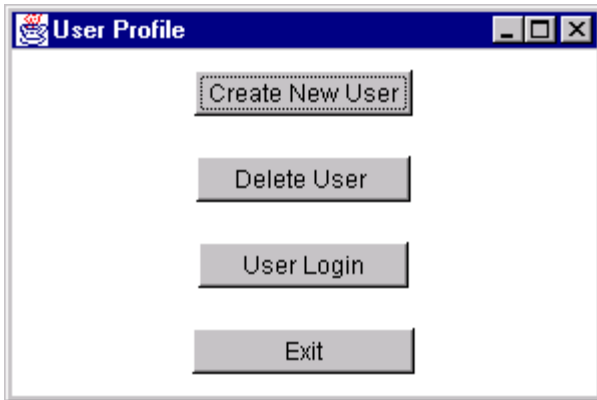 User Profile
Create New User
Delete User
User Login
Exit